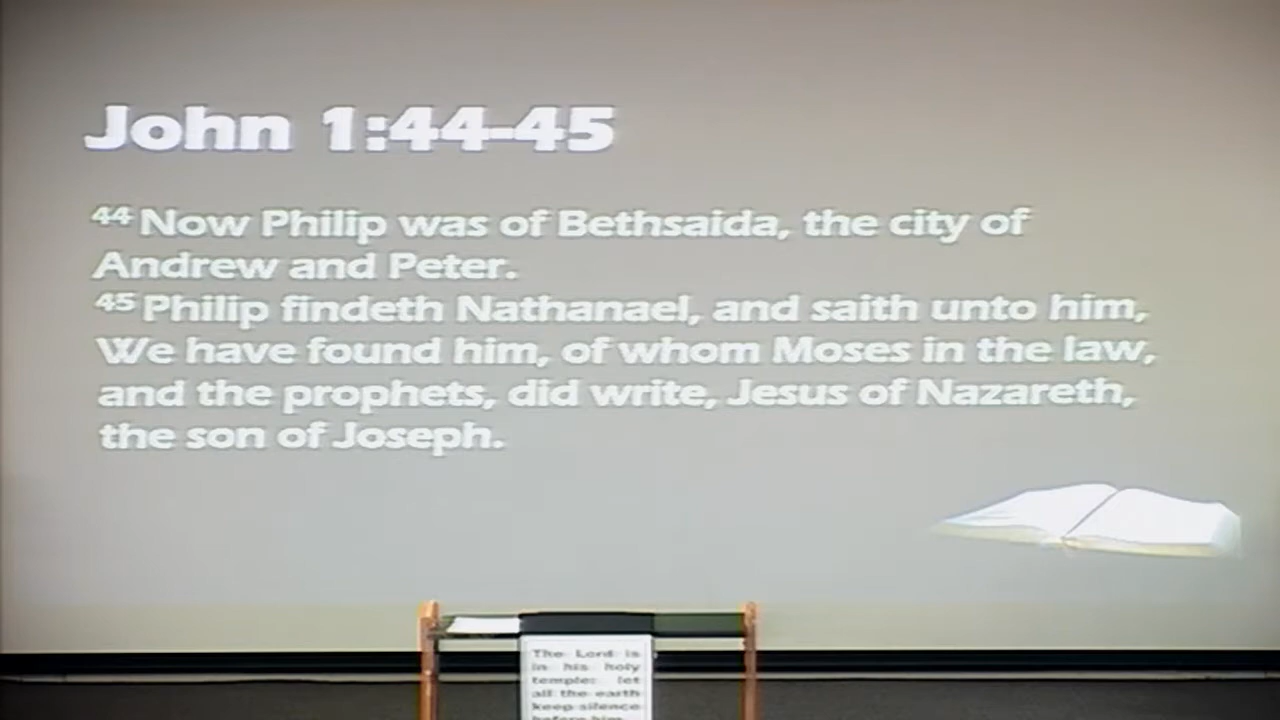 John 1:44-45
44 Now Philip was of Bethsaida, the city of
Andrew and Peter.
45 Philip findeth Nathanael, and saith unto him,
We have found him, of whom Moses in the law,
and the prophets, did write, Jesus of Nazareth,
the son of Joseph.
The Lord is
in his holy
temple: let
all the earth
keep silence
before him